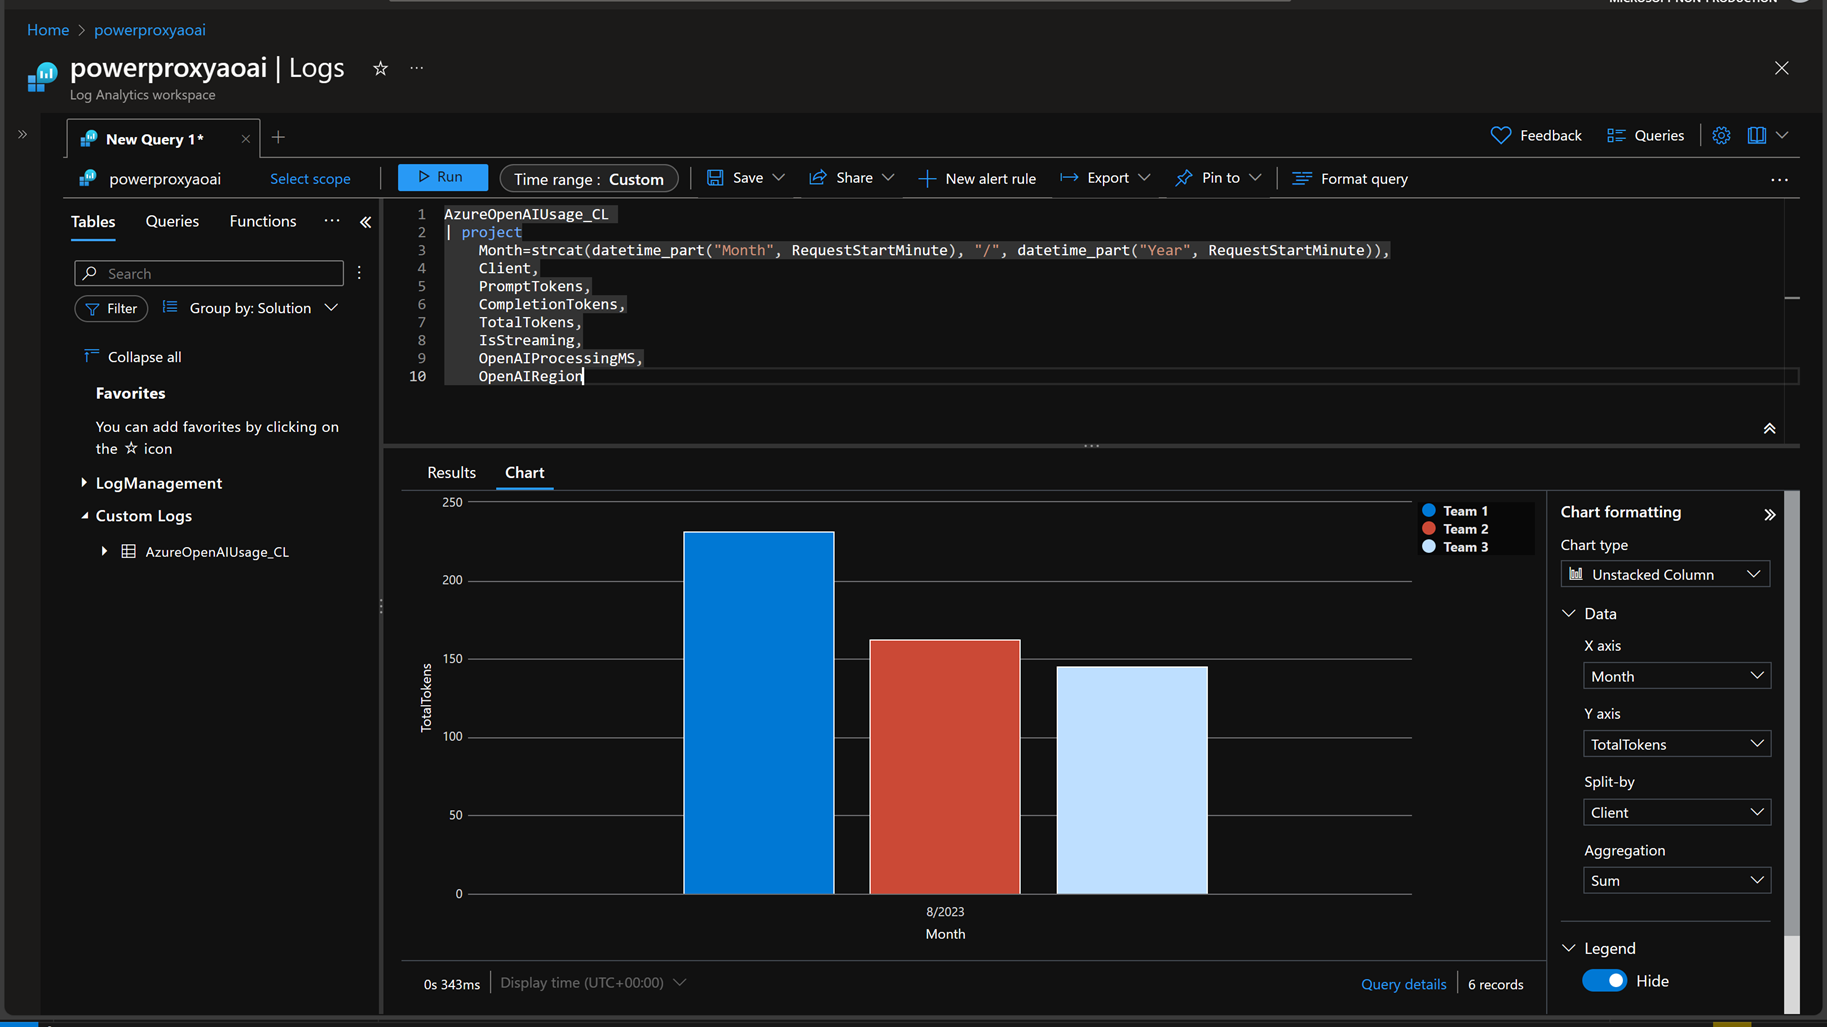 MICROSOFT NON-PRODUCTION
Home > powerproxyaoai
powerproxyaoai | Logs
Log Analytics workspace
New Query 1*
Feedback
Queries
powerproxyaoai
Select scope
Run
Time range : Custom
Save
Share
New alert rule
Export
Pin to
Format query
Tables
Queries
Functions
Search
Filter
Group by: Solution
Collapse all
Favorites
You can add favorites by clicking on
the ☆ icon
LogManagement
Custom Logs
AzureOpenAIUsage_CL
1 AzureOpenAIUsage_CL
2 | project
3 Month=strcat(datetime_part("Month", RequestStartMinute), "/", datetime_part("Year", RequestStartMinute)),
4 Client,
5 PromptTokens,
6 CompletionTokens,
7 TotalTokens,
8 IsStreaming,
9 OpenAIProcessingMS,
10 OpenAIRegion
Results
Chart
250
200
150
100
50
0
TotalTokens
8/2023
Month
Team 1
Team 2
Team 3
Chart formatting
Chart type
Unstacked Column
Data
X axis
Month
Y axis
TotalTokens
Split-by
Client
Aggregation
Sum
Legend
Hide
0s 343ms
Display time (UTC+00:00)
Query details
6 records